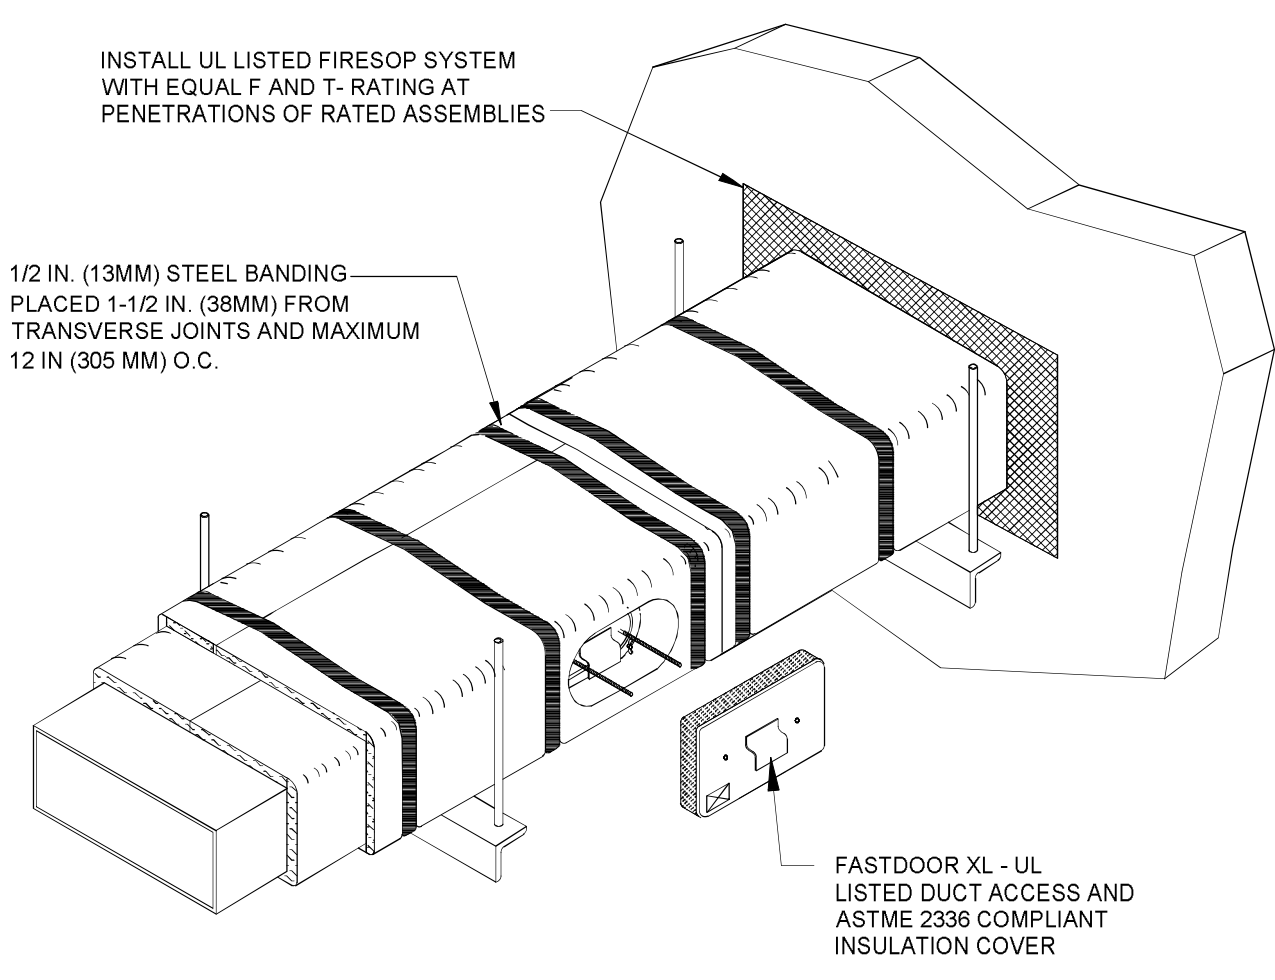 INSTALL UL LISTED FIRESOP SYSTEM
WITH EQUAL F AND T- RATING AT
PENETRATIONS OF RATED ASSEMBLIES
1/2 IN. (13MM) STEEL BANDING
PLACED 1-1/2 IN. (38MM) FROM
TRANSVERSE JOINTS AND MAXIMUM
12 IN (305 MM) O.C.
FASTDOOR XL - UL
LISTED DUCT ACCESS AND
ASTME 2336 COMPLIANT
INSULATION COVER